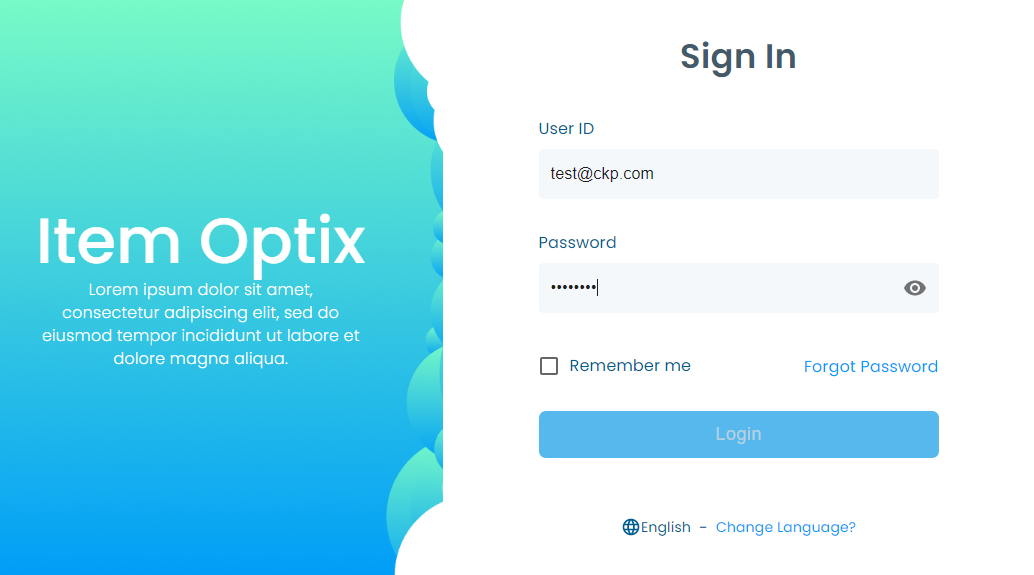 Item Optix
Lorem ipsum dolor sit amet,
consectetur adipiscing elit, sed do
eiusmod tempor incididunt ut labore et
dolore magna aliqua.
Sign In
User ID
test@ckp.com
Password
••••••••
Remember me
Forgot Password
Login
English - Change Language?